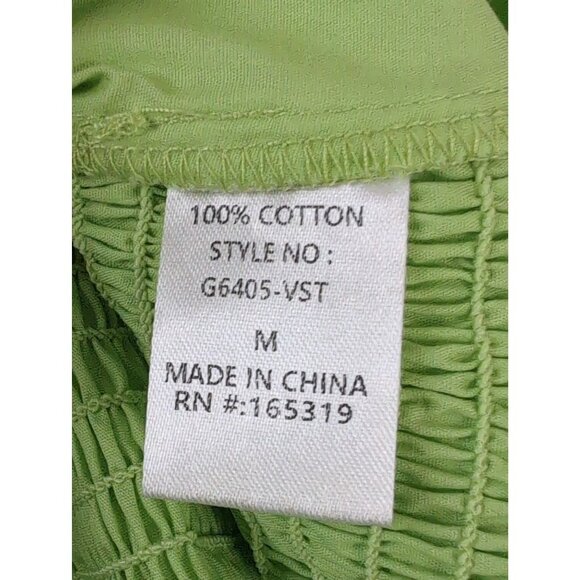 100% COTTON
STYLE NO :
G6405-VST
M
MADE IN CHINA
RN #:165319